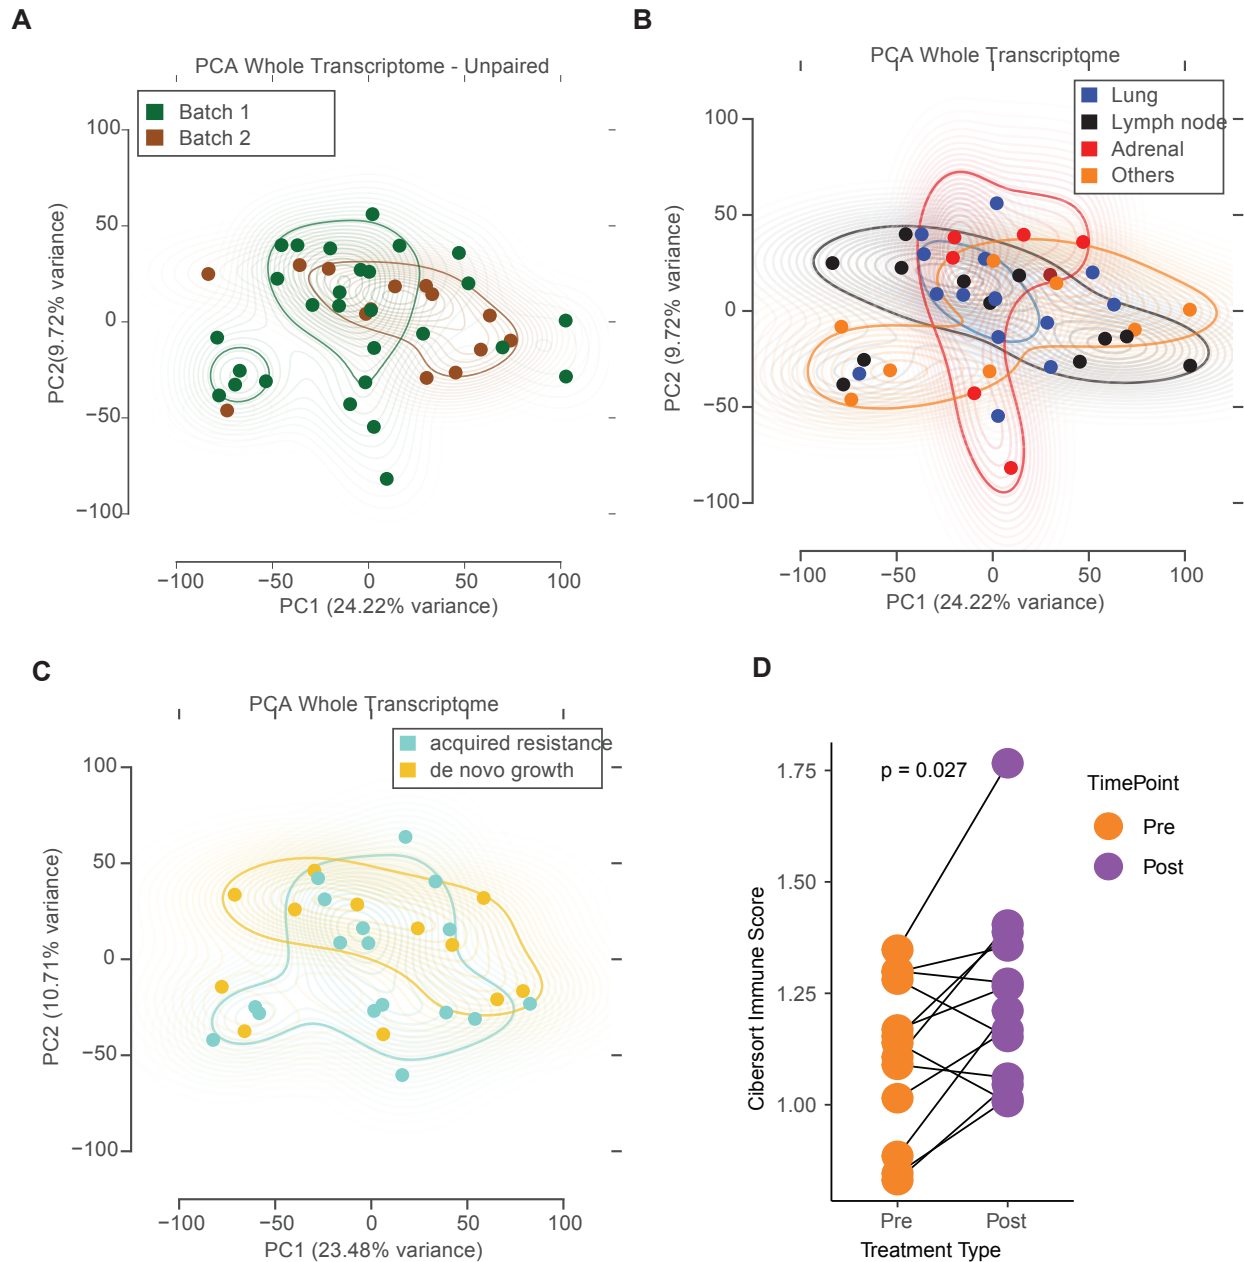 A
PCA Whole Transcriptome - Unpaired
Batch 1
Batch 2
100
50
0
−50
−100
PC2(9.72% variance)
−100 −50 0 50 100
PC1 (24.22% variance)
B
PCA Whole Transcriptome
Lung
Lymph node
Adrenal
Others
100
50
0
−50
−100
PC2 (9.72% variance)
−100 −50 0 50 100
PC1 (24.22% variance)
C
PCA Whole Transcriptome
acquired resistance
de novo growth
100
50
0
−50
−100
PC2 (10.71% variance)
−100 −50 0 50 100
PC1 (23.48% variance)
D
p = 0.027
1.75
1.50
1.25
1.00
Cibersort Immune Score
Pre Post
Treatment Type
TimePoint
Pre
Post